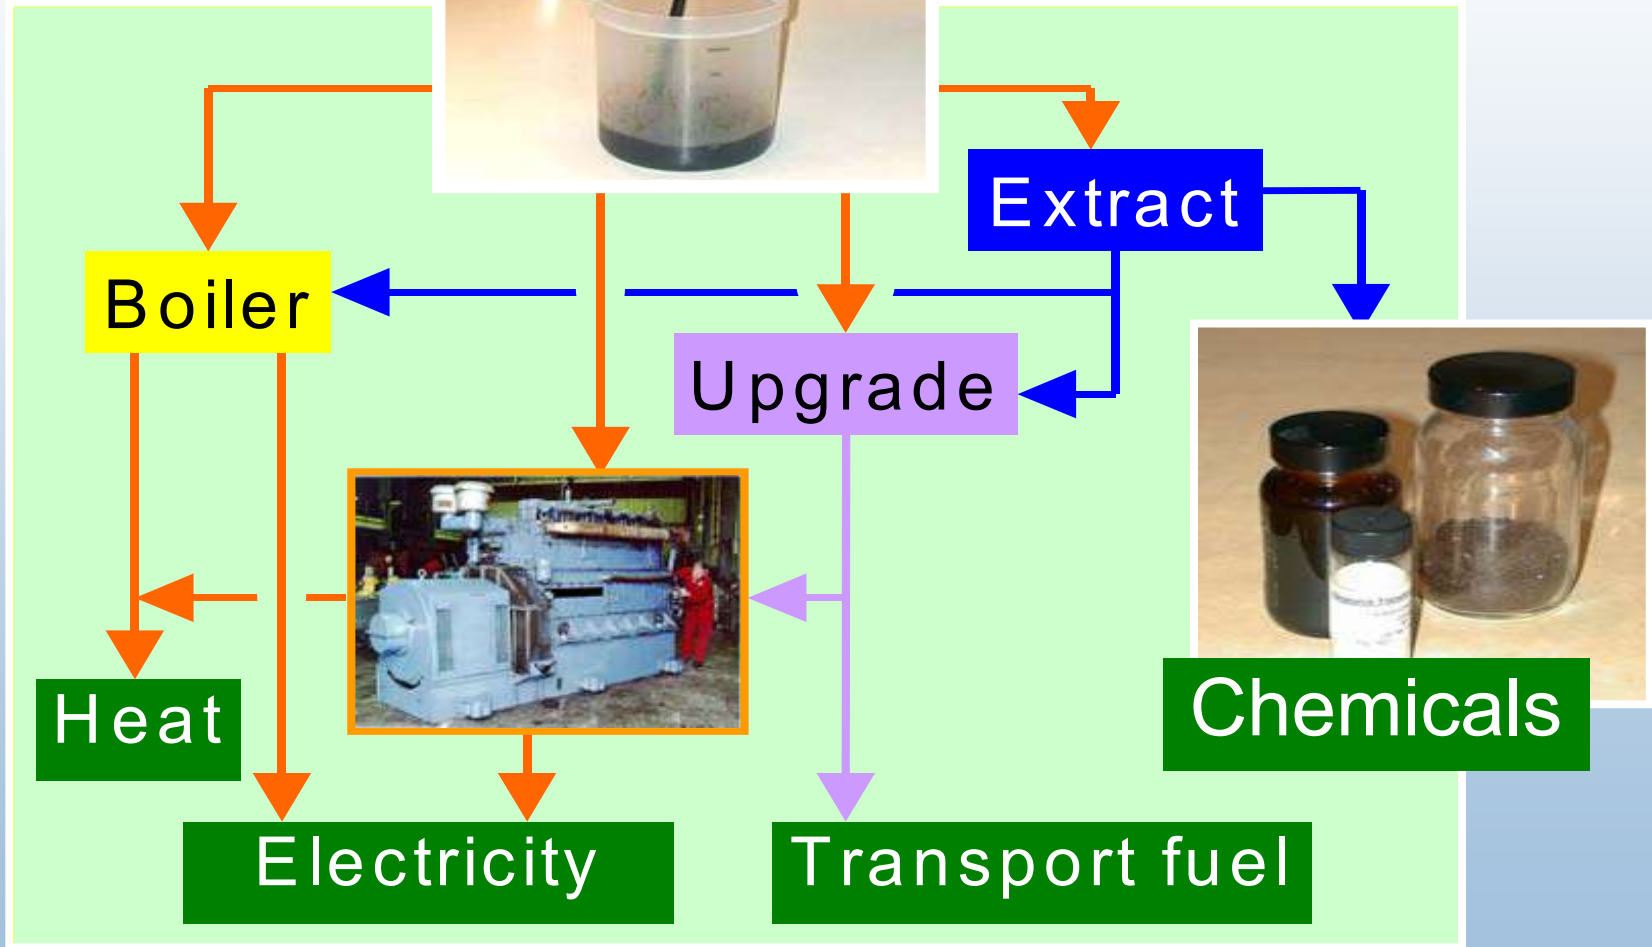 Extract
Boiler
Upgrade
Heat
Chemicals
Electricity
Transport fuel